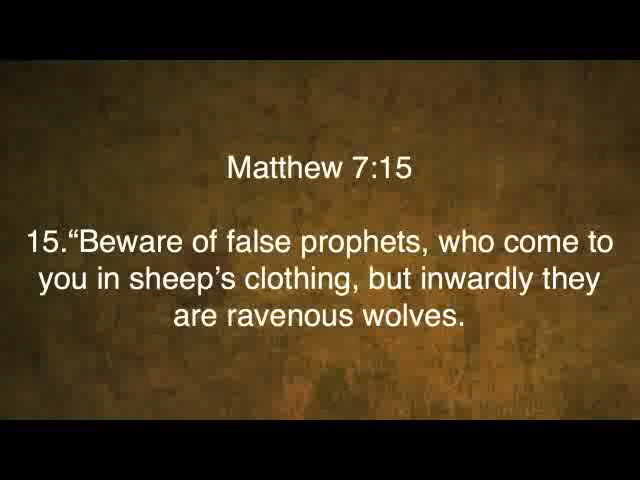 Matthew 7:15
15.“Beware of false prophets, who come to
you in sheep’s clothing, but inwardly they
are ravenous wolves.